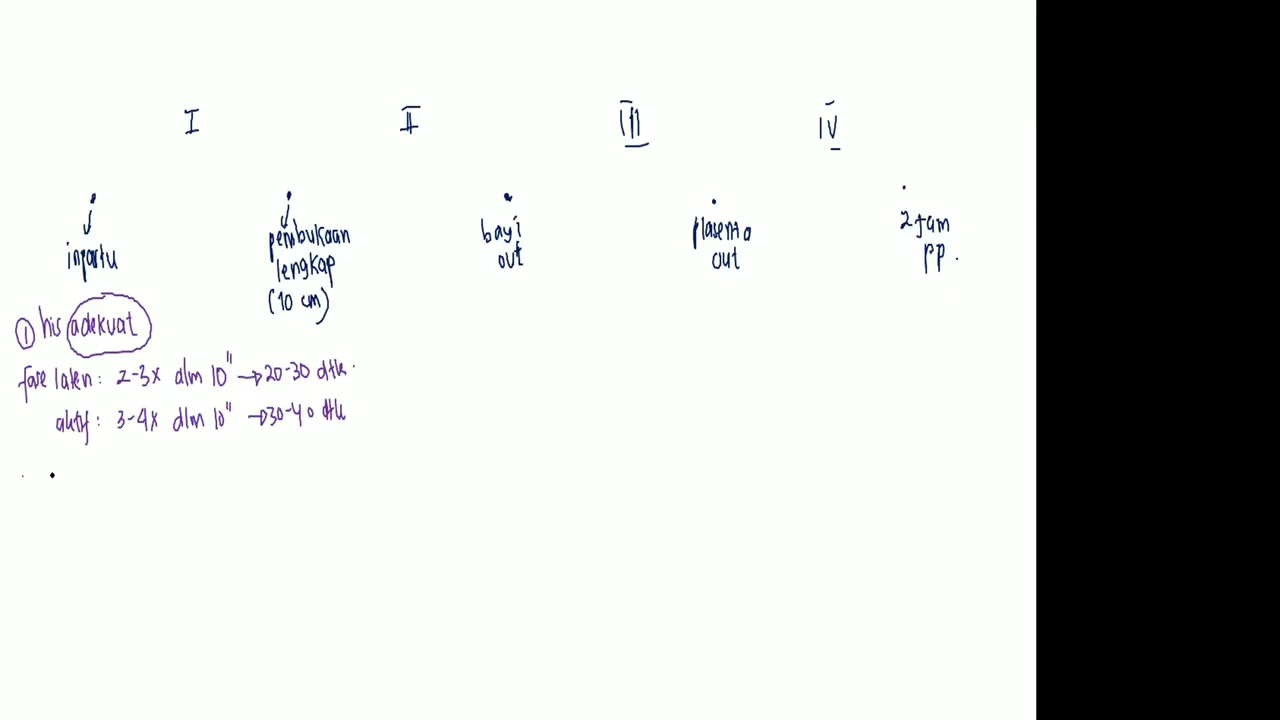 I II III IV
inpartu
pembukaan
lengkap
(10 cm)
bayi
out
plasenta
out
2 jam
PP.
① his adekuat
fase laten: 2-3x dlm 10" → 20-30 dtk.
aktif: 3-4x dlm 10" → 30-40 dtk